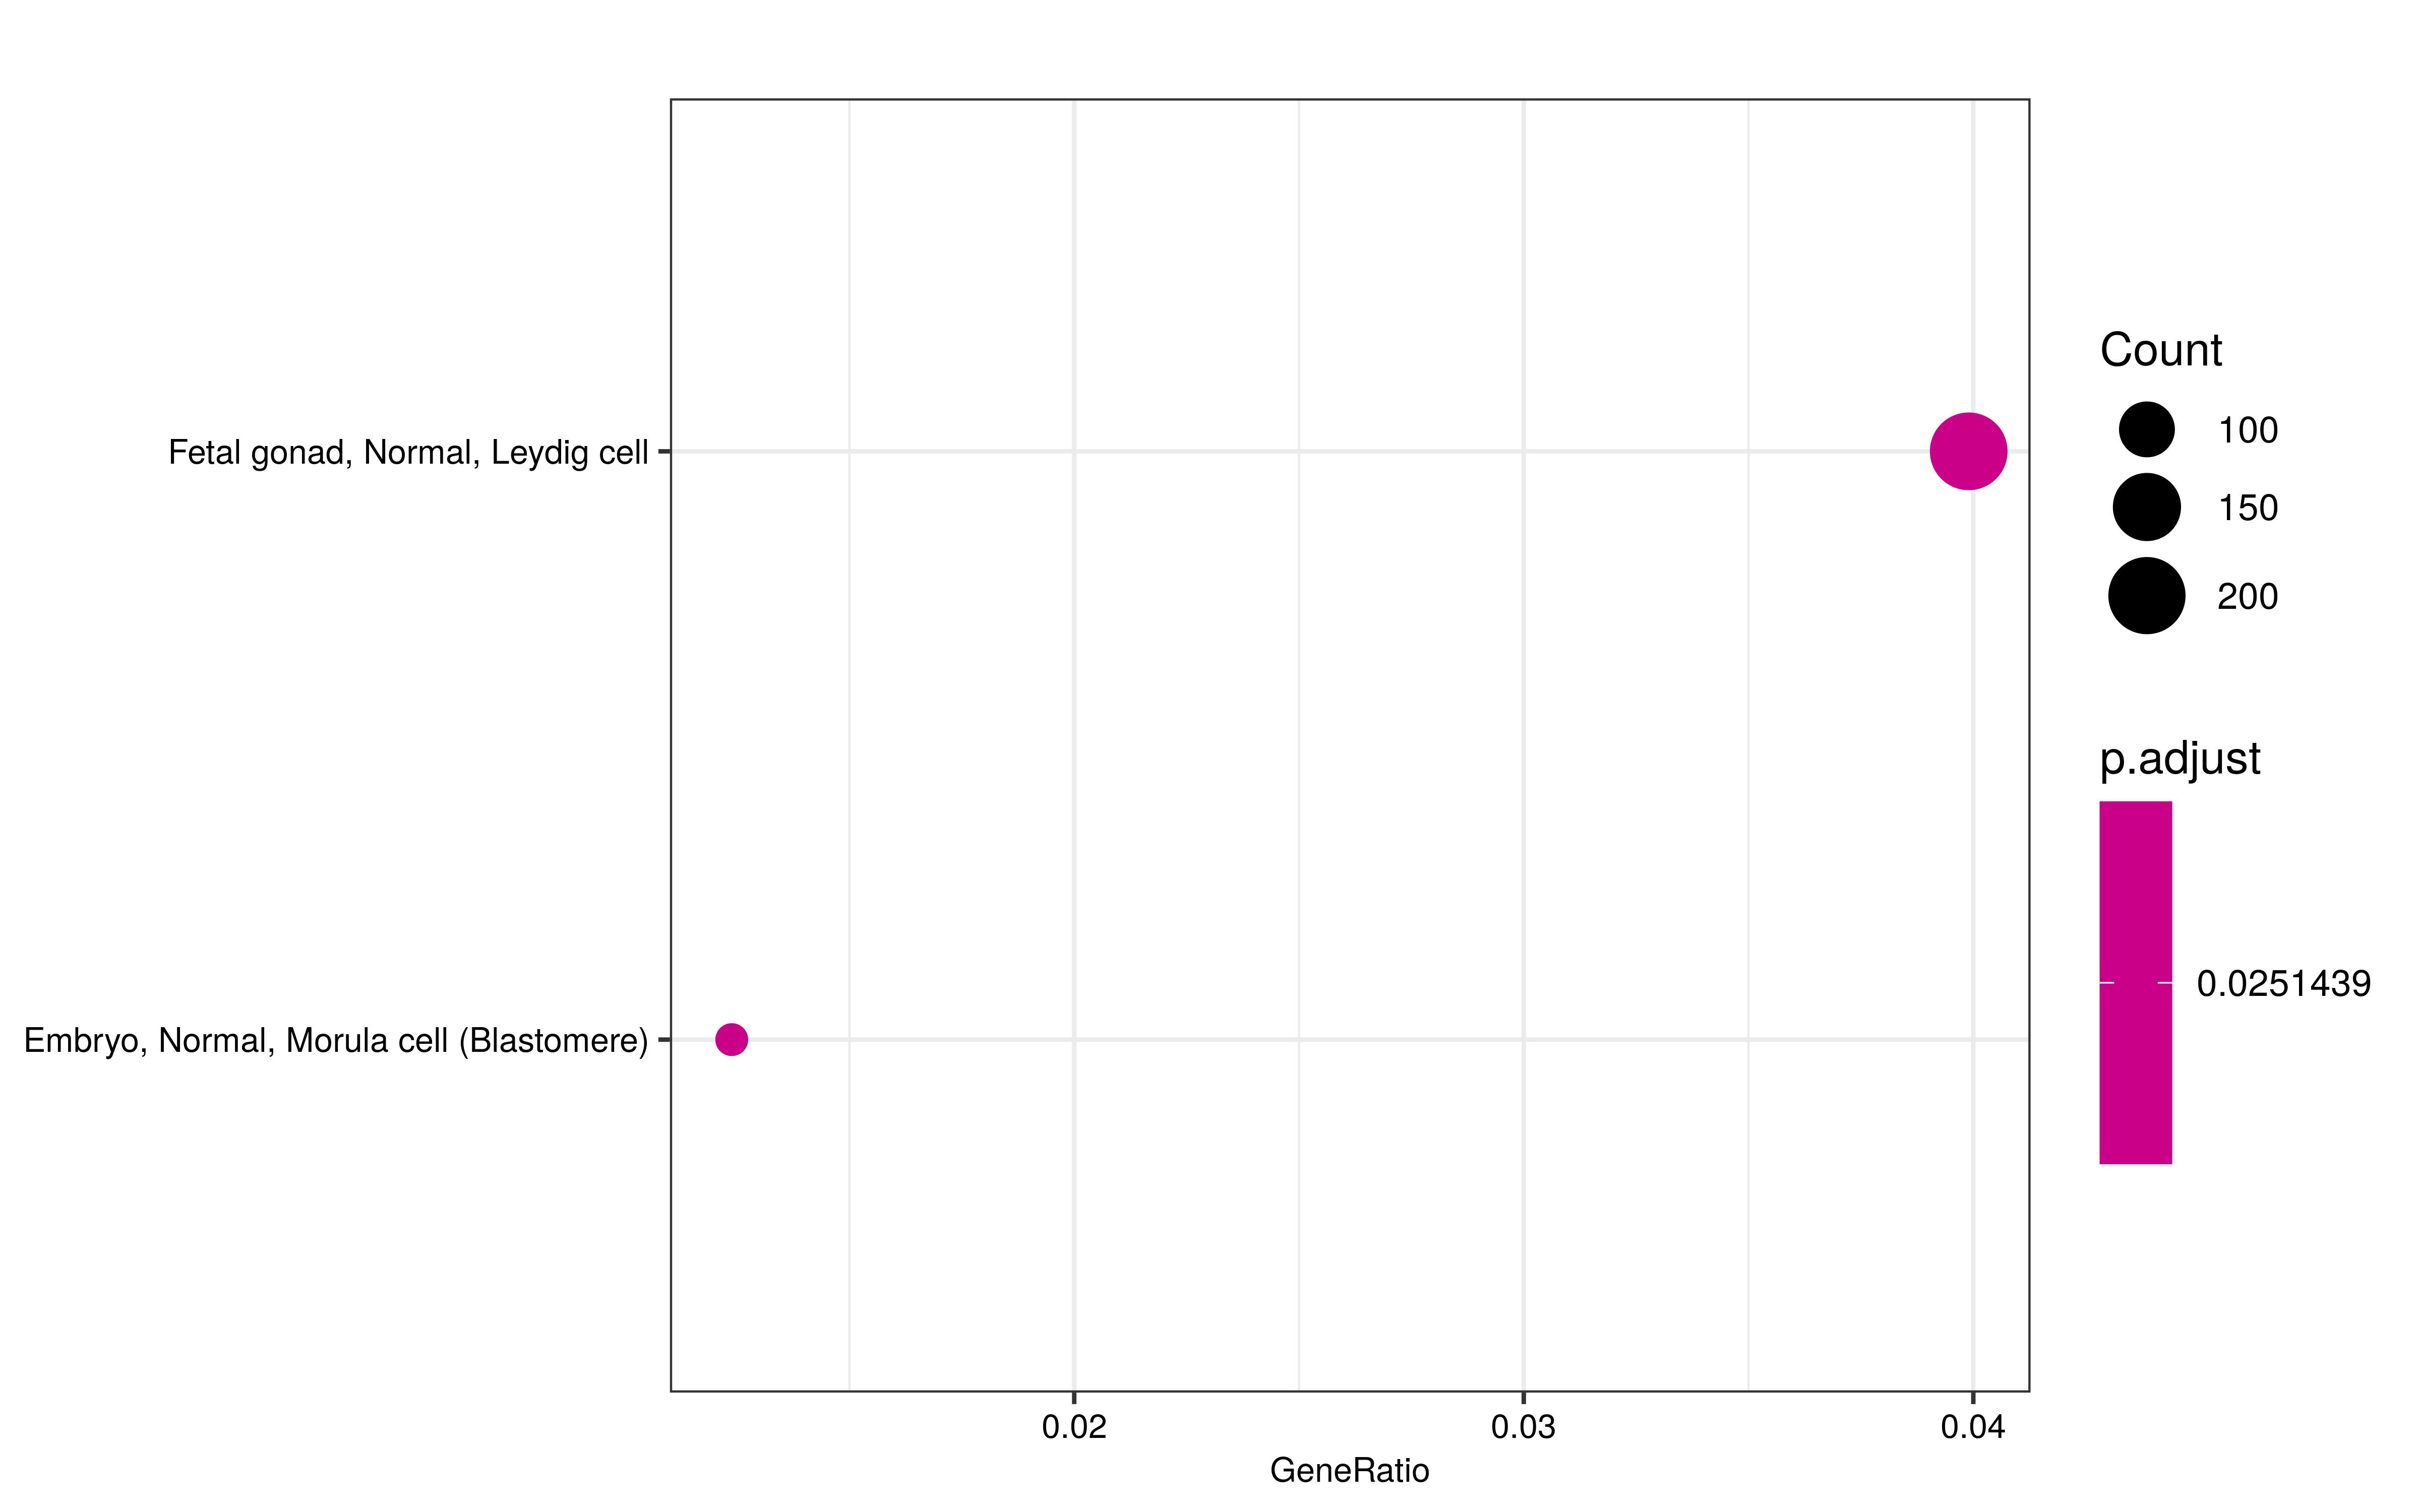 Fetal gonad, Normal, Leydig cell
Embryo, Normal, Morula cell (Blastomere)
0.02
0.03
0.04
GeneRatio
Count
100
150
200
p.adjust
0.0251439